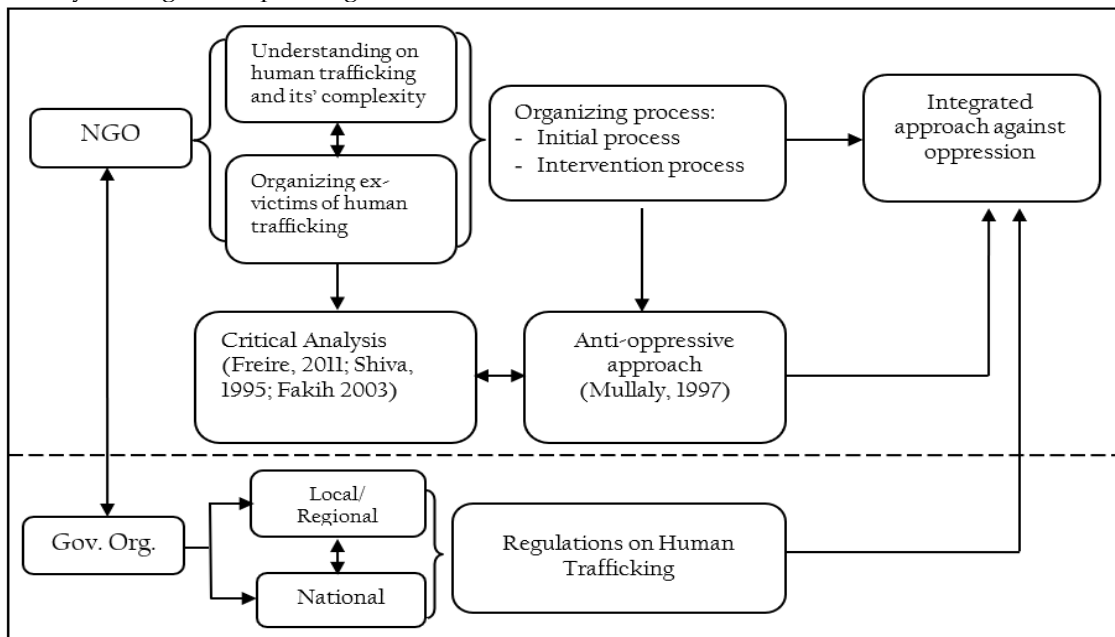 Understanding on
human trafficking
and its' complexity
NGO
Organizing ex-
victims of human
trafficking
Organizing process:
- Initial process
- Intervention process
Integrated
approach against
oppression
Critical Analysis
(Freire, 2011; Shiva,
1995; Fakih 2003)
Anti-oppressive
approach
(Mullaly, 1997)
Gov. Org.
Local/
Regional
National
Regulations on Human
Trafficking